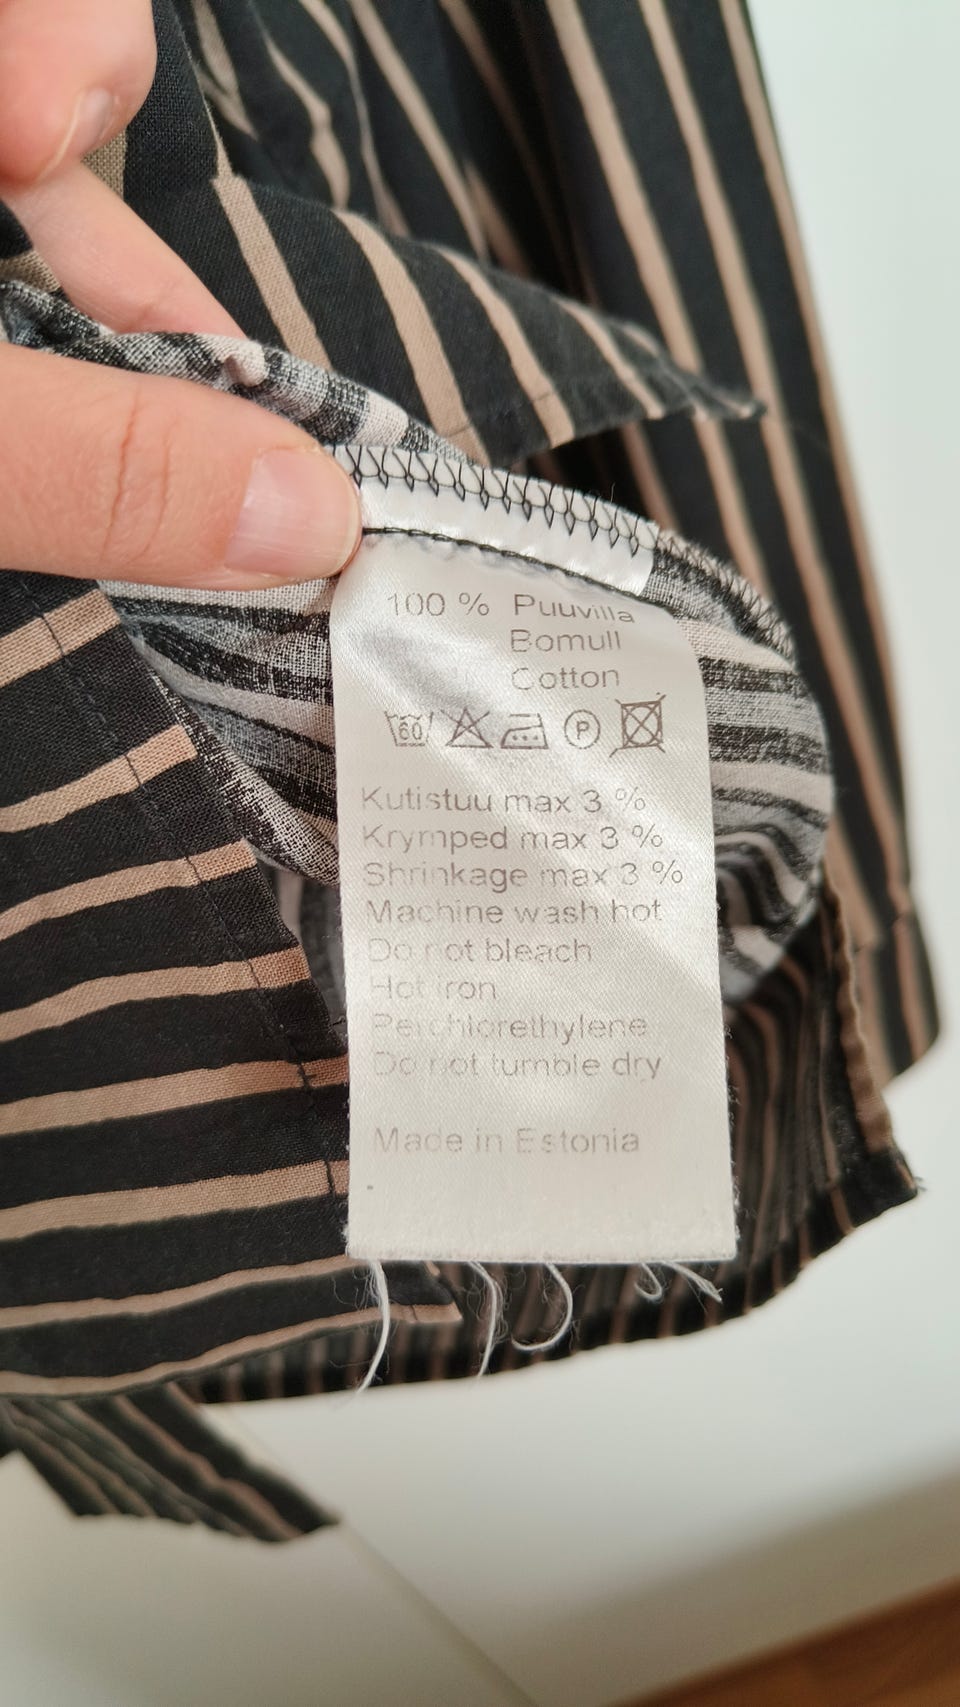 100 % Puuvilla
Bomull
Cotton
60 P
Kutistuu max 3 %
Krymped max 3 %
Shrinkage max 3 %
Machine wash hot
Do not bleach
Hot iron
Perchlorethylene
Do not tumble dry
Made in Estonia